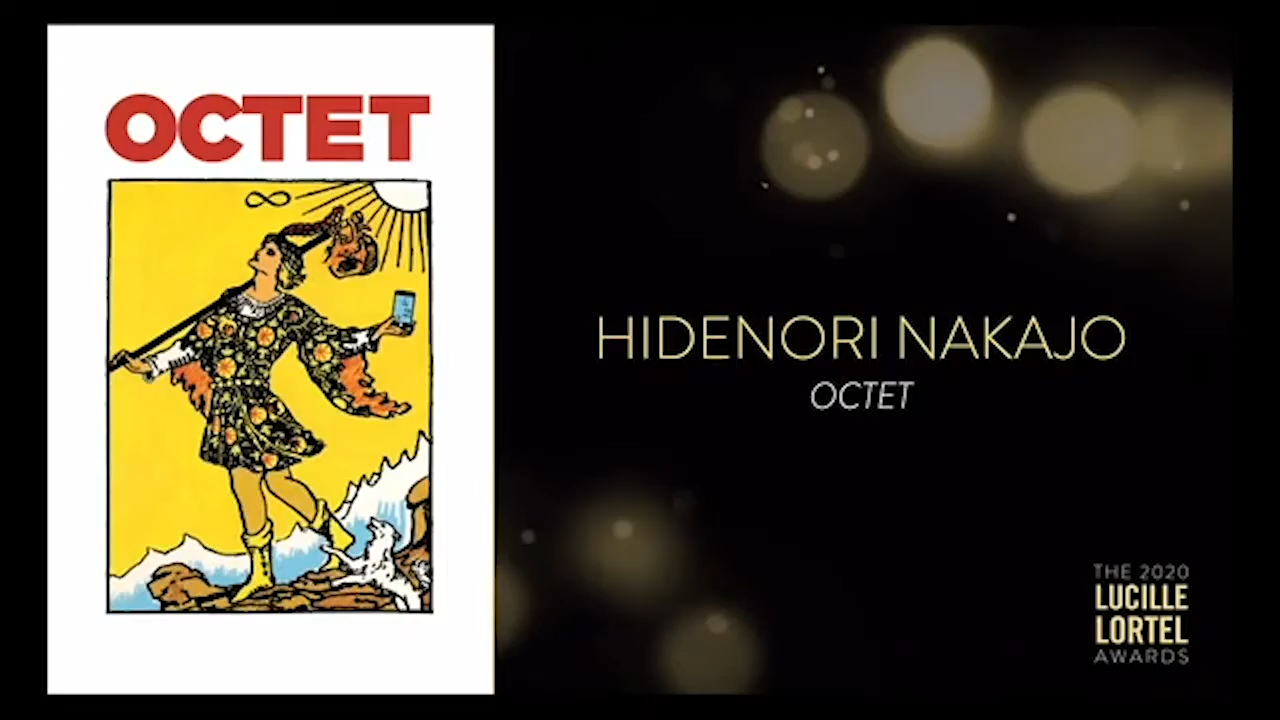 OCTET
HIDENORI NAKAJO
OCTET
THE 2020
LUCILLE
LORTEL
AWARDS